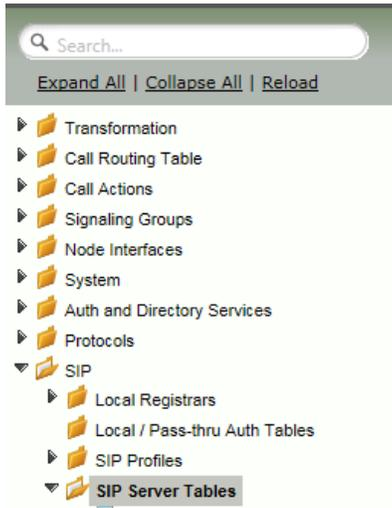 Search...
Expand All | Collapse All | Reload
Transformation
Call Routing Table
Call Actions
Signaling Groups
Node Interfaces
System
Auth and Directory Services
Protocols
SIP
Local Registrars
Local / Pass-thru Auth Tables
SIP Profiles
SIP Server Tables